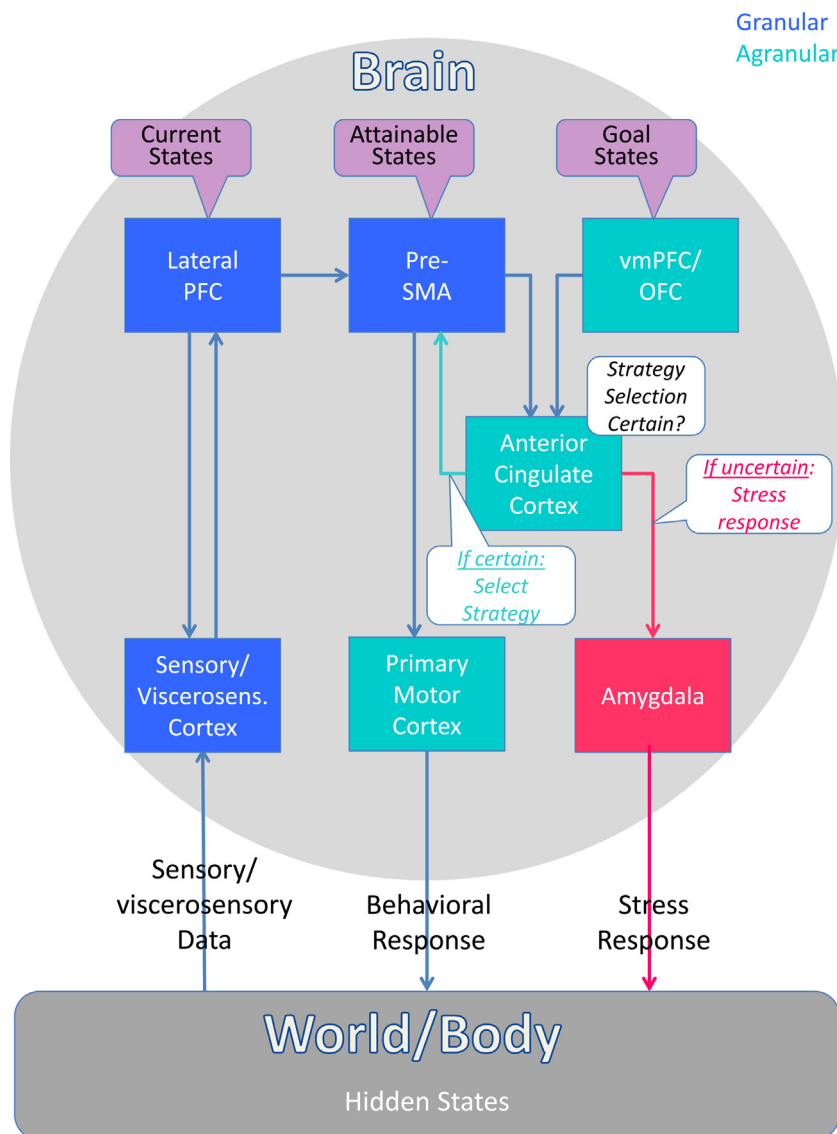 Granular
Agranular
Brain
Current
States
Attainable
States
Goal
States
Lateral
PFC
Pre-
SMA
vmPFC/
OFC
Strategy
Selection
Certain?
Anterior
Cingulate
Cortex
If uncertain:
Stress
response
If certain:
Select
Strategy
Sensory/
Viscerosens.
Cortex
Primary
Motor
Cortex
Amygdala
Sensory/
viscerosensory
Data
Behavioral
Response
Stress
Response
World/Body
Hidden States